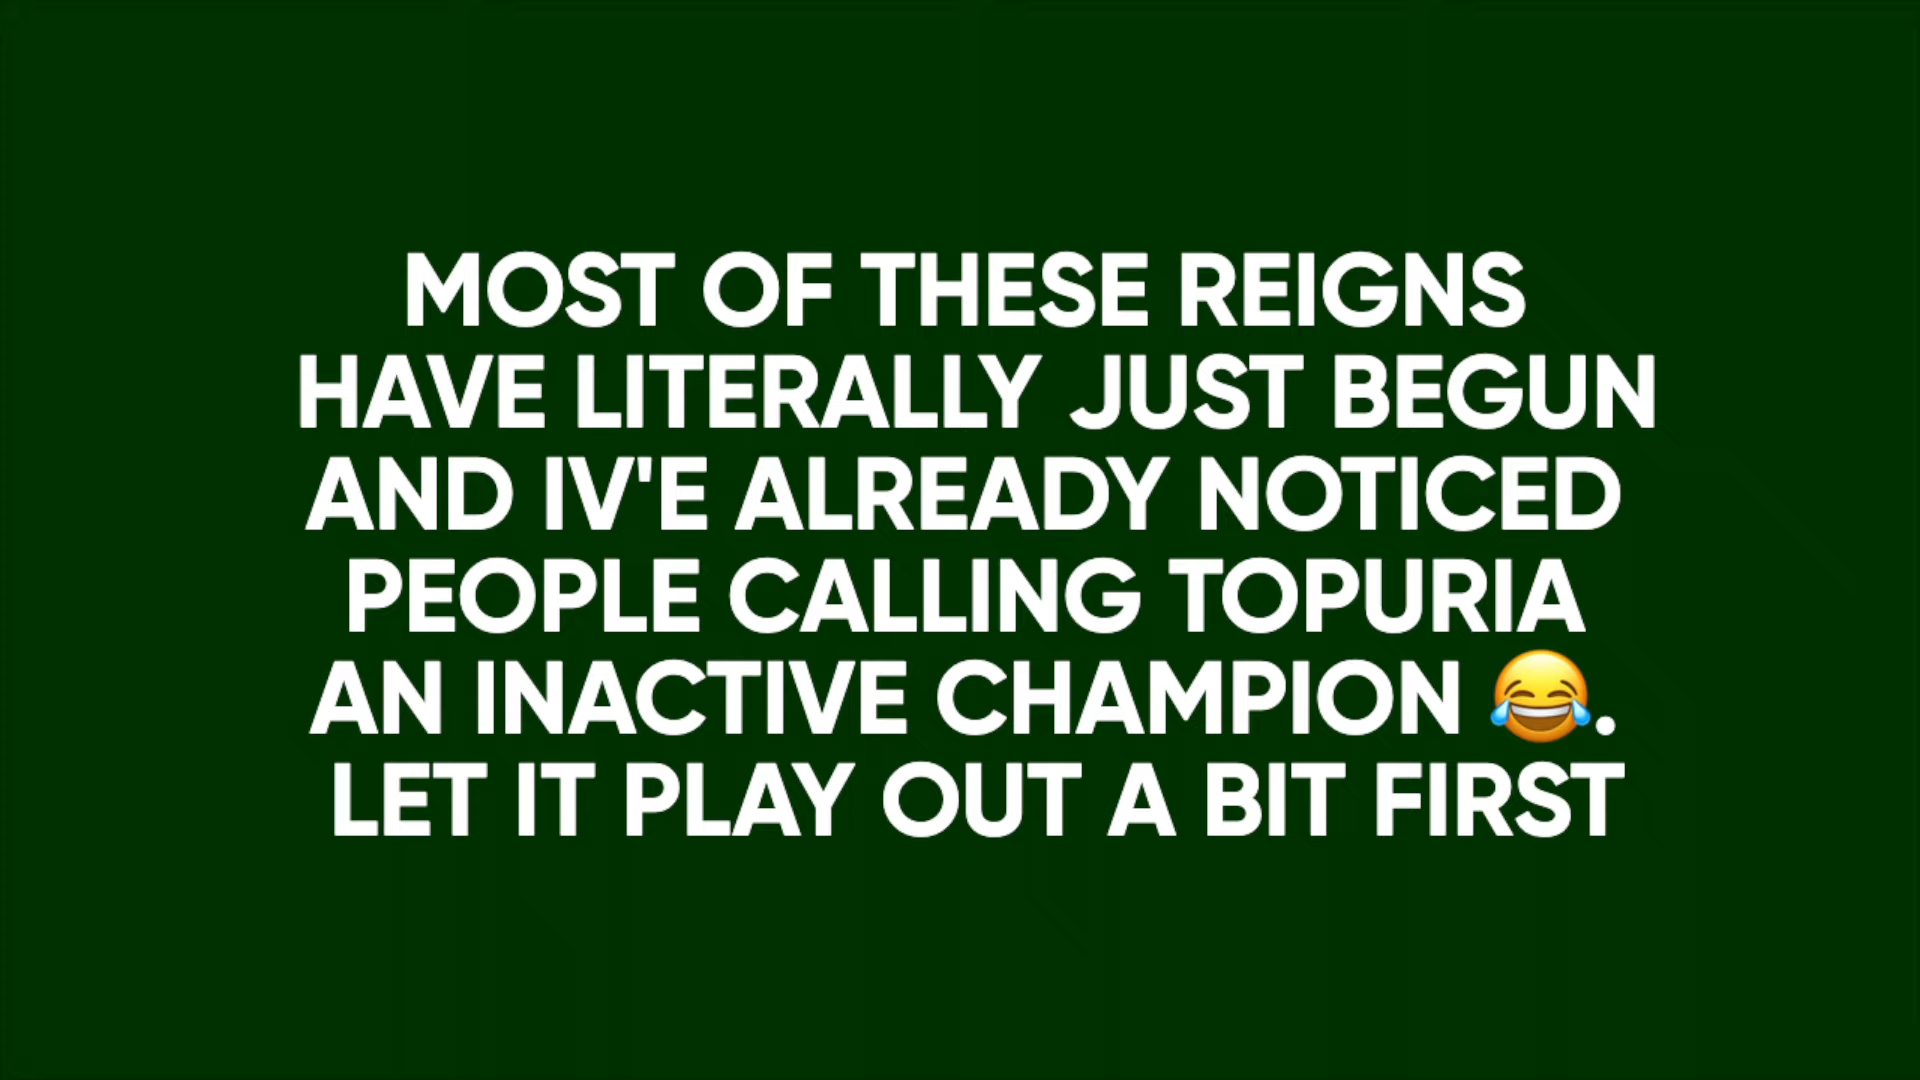 MOST OF THESE REIGNS
HAVE LITERALLY JUST BEGUN
AND IV'E ALREADY NOTICED
PEOPLE CALLING TOPURIA
AN INACTIVE CHAMPION 😂.
LET IT PLAY OUT A BIT FIRST